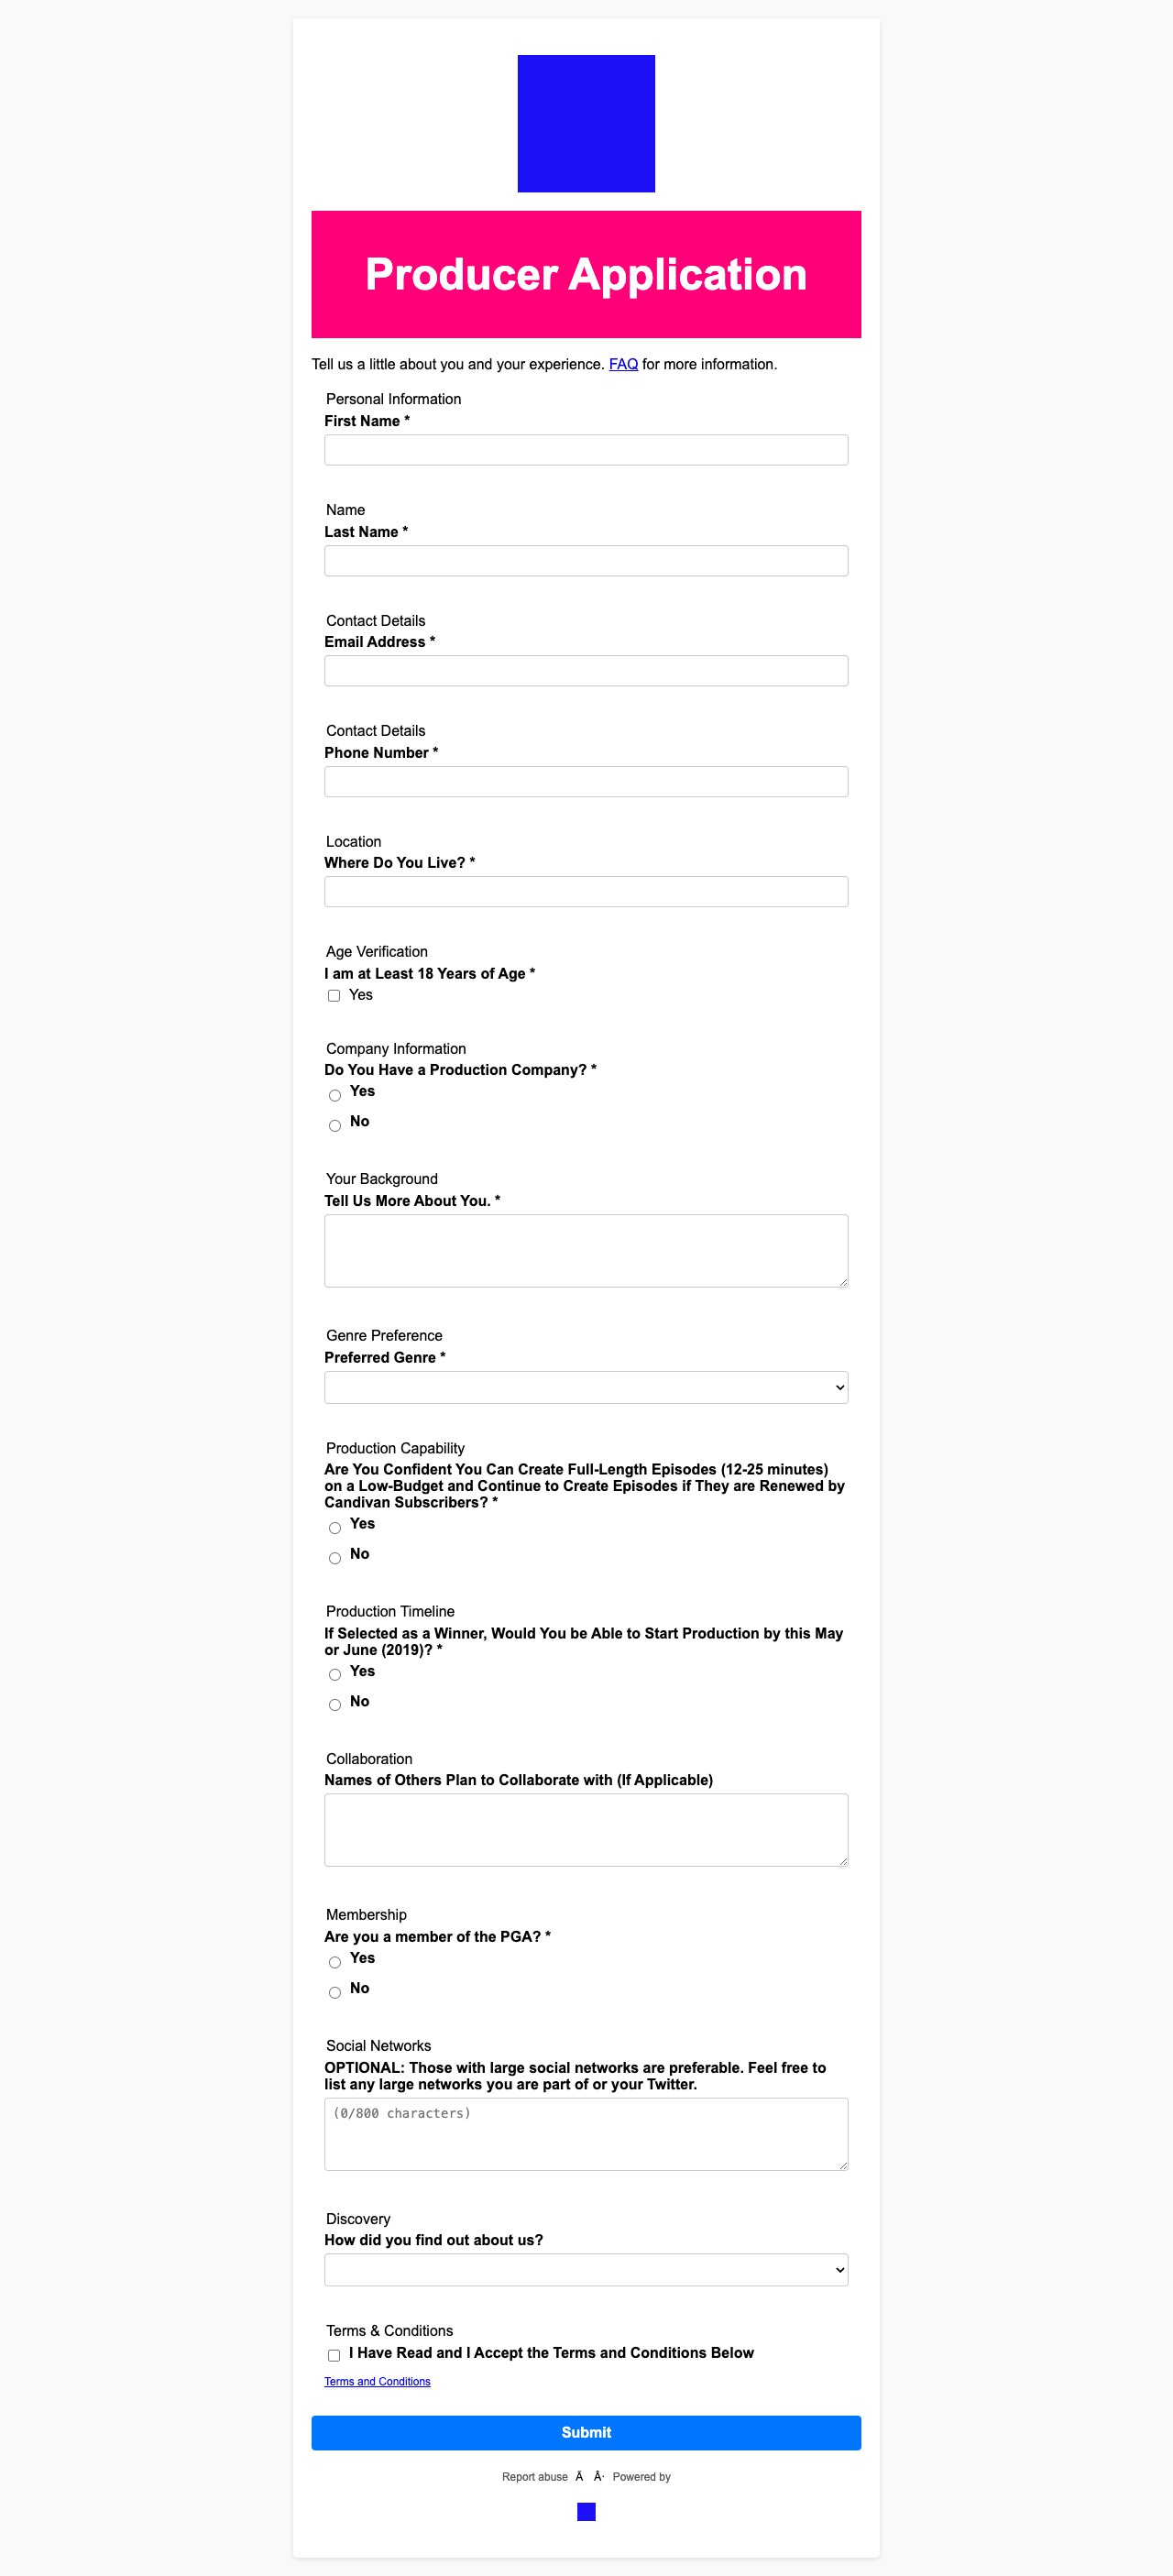 Producer Application
Tell us a little about you and your experience. FAQ for more information.
Personal Information
First Name *
Name
Last Name *
Contact Details
Email Address *
Contact Details
Phone Number *
Location
Where Do You Live? *
Age Verification
I am at Least 18 Years of Age *
Yes
Company Information
Do You Have a Production Company? *
Yes
No
Your Background
Tell Us More About You. *
Genre Preference
Preferred Genre *
Production Capability
Are You Confident You Can Create Full-Length Episodes (12-25 minutes)
on a Low-Budget and Continue to Create Episodes if They are Renewed by
Candivan Subscribers? *
Yes
No
Production Timeline
If Selected as a Winner, Would You be Able to Start Production by this May
or June (2019)? *
Yes
No
Collaboration
Names of Others Plan to Collaborate with (If Applicable)
Membership
Are you a member of the PGA? *
Yes
No
Social Networks
OPTIONAL: Those with large social networks are preferable. Feel free to
list any large networks you are part of or your Twitter.
(0/800 characters)
Discovery
How did you find out about us?
Terms & Conditions
I Have Read and I Accept the Terms and Conditions Below
Terms and Conditions
Submit
Report abuse Ä Â· Powered by